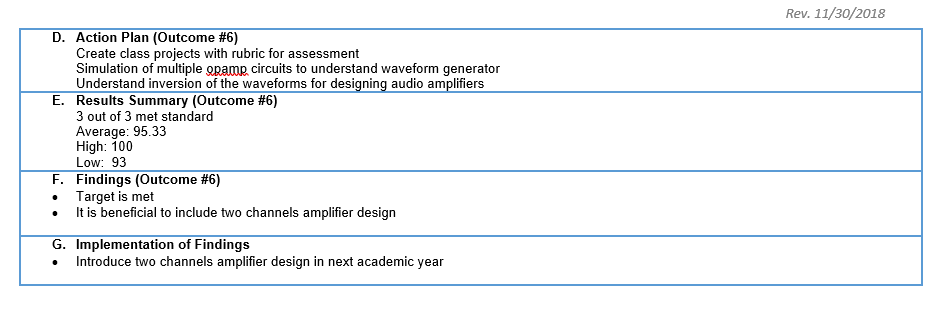 Rev. 11/30/2018
D. Action Plan (Outcome #6)
Create class projects with rubric for assessment
Simulation of multiple opamp circuits to understand waveform generator
Understand inversion of the waveforms for designing audio amplifiers
E. Results Summary (Outcome #6)
3 out of 3 met standard
Average: 95.33
High: 100
Low: 93
F. Findings (Outcome #6)
• Target is met
• It is beneficial to include two channels amplifier design
G. Implementation of Findings
• Introduce two channels amplifier design in next academic year